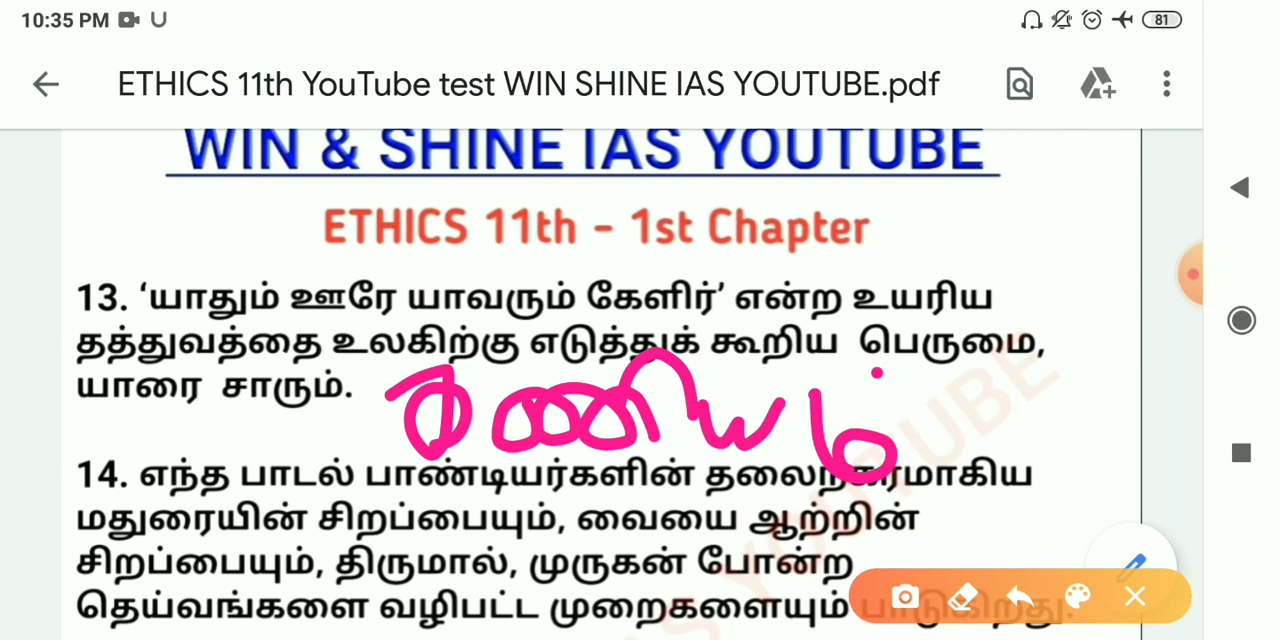 10:35 PM U 81
ETHICS 11th YouTube test WIN SHINE IAS YOUTUBE.pdf
WIN & SHINE IAS YOUTUBE
ETHICS 11th - 1st Chapter
13. ‘யாதும் ஊரே யாவரும் கேளிர்’ என்ற உயரிய
தத்துவத்தை உலகிற்கு எடுத்துக் கூறிய பெருமை,
யாரை சாரும்.
கணியம்
14. எந்த பாடல் பாண்டியர்களின் தலைநகரமாகிய
மதுரையின் சிறப்பையும், வையை ஆற்றின்
சிறப்பையும், திருமால், முருகன் போன்ற
தெய்வங்களை வழிபட்ட முறைகளையும் பாடுகிறது.